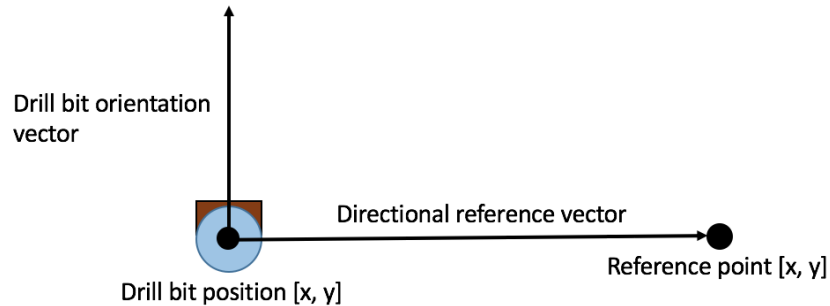 Drill bit orientation
vector
Directional reference vector
Reference point [x, y]
Drill bit position [x, y]